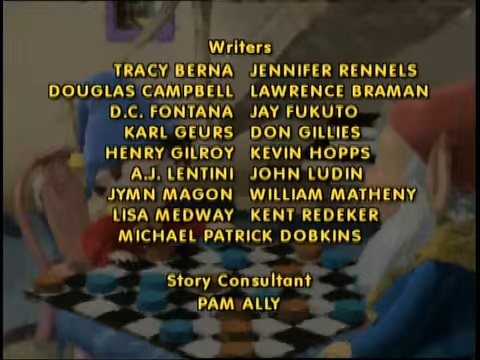 Writers
TRACY BERNA JENNIFER RENNELS
DOUGLAS CAMPBELL LAWRENCE BRAMAN
D.C. FONTANA JAY FUKUTO
KARL GEURS DON GILLIES
HENRY GILROY KEVIN HOPPS
A.J. LENTINI JOHN LUDIN
JYMN MAGON WILLIAM MATHENY
LISA MEDWAY KENT REDEKER
MICHAEL PATRICK DOBKINS
Story Consultant
PAM ALLY